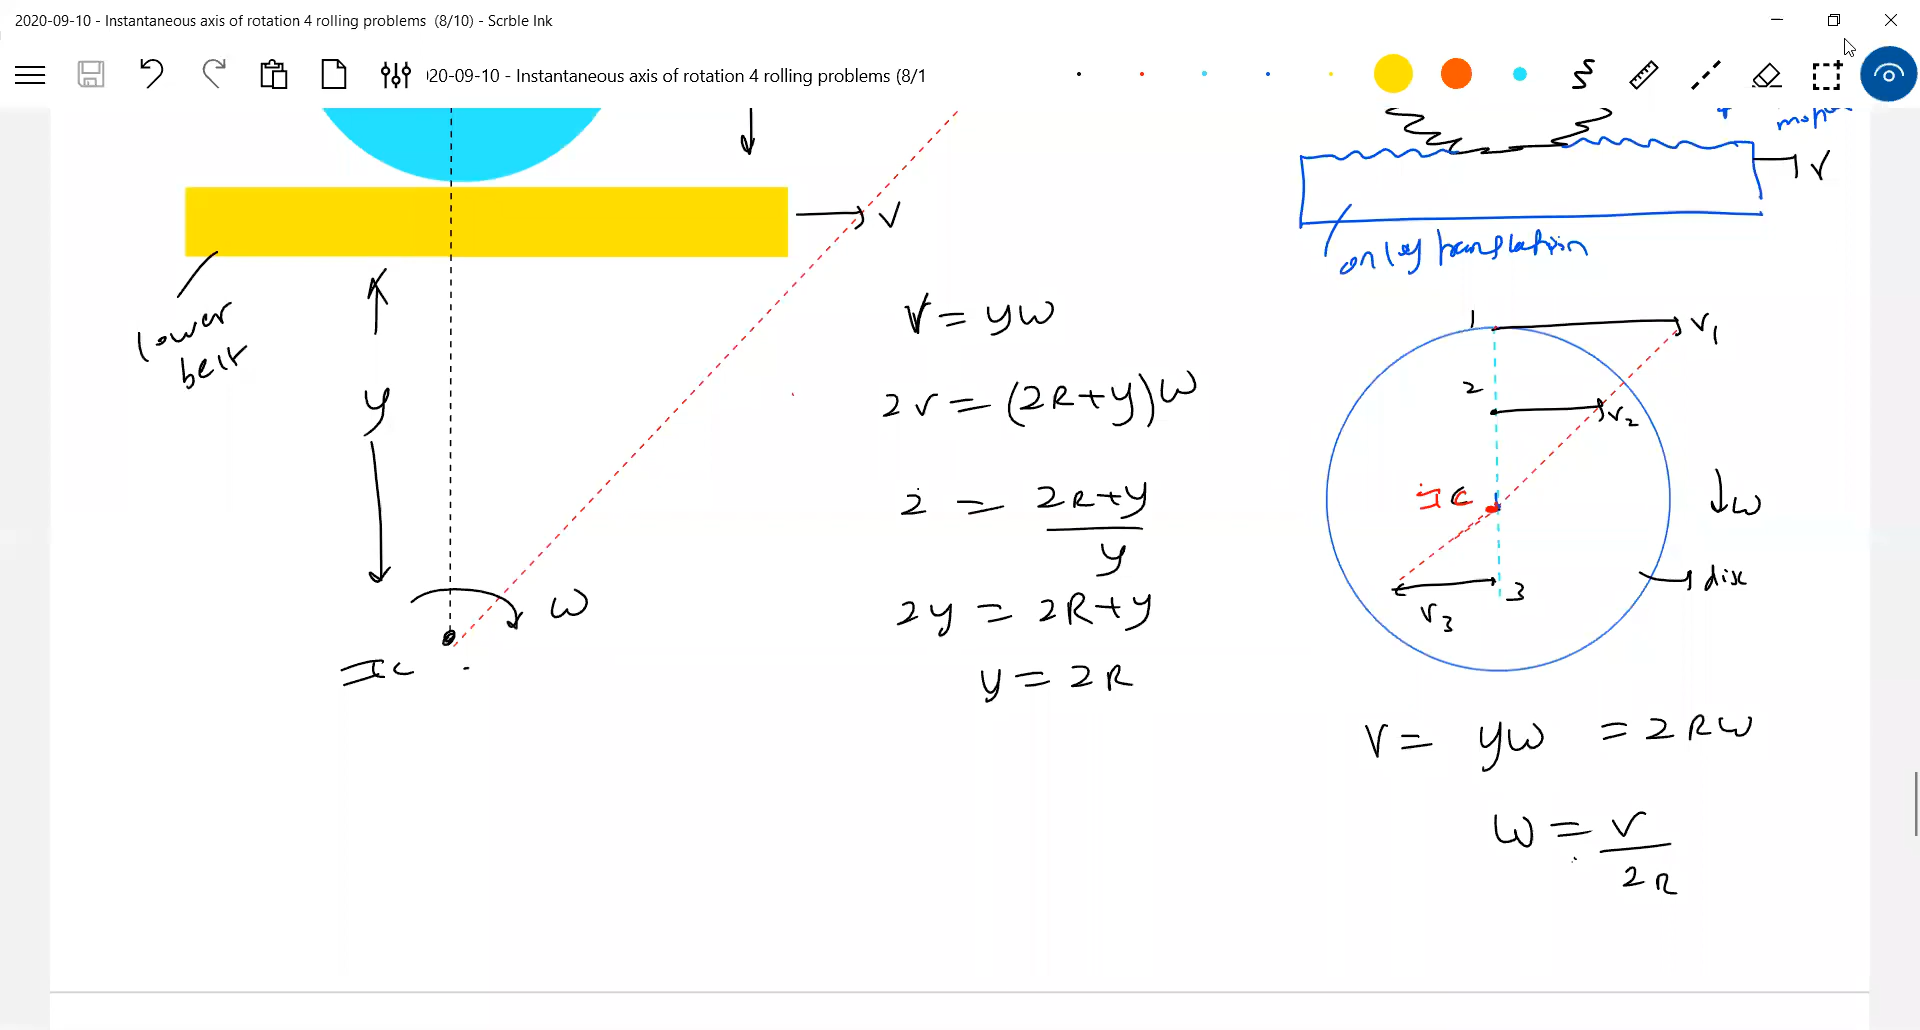 2020-09-10 - Instantaneous axis of rotation 4 rolling problems (8/10) - Scrble Ink
20-09-10 - Instantaneous axis of rotation 4 rolling problems (8/1
V
lower
belt
y
ω
IC
V = yω
2V = (2R+y)ω
2 = 2R+y
y
2y = 2R+y
y = 2R
V
only translation
1
V1
2
V2
IC
ω
disc
3
V3
V = yω = 2Rω
ω = V
2R